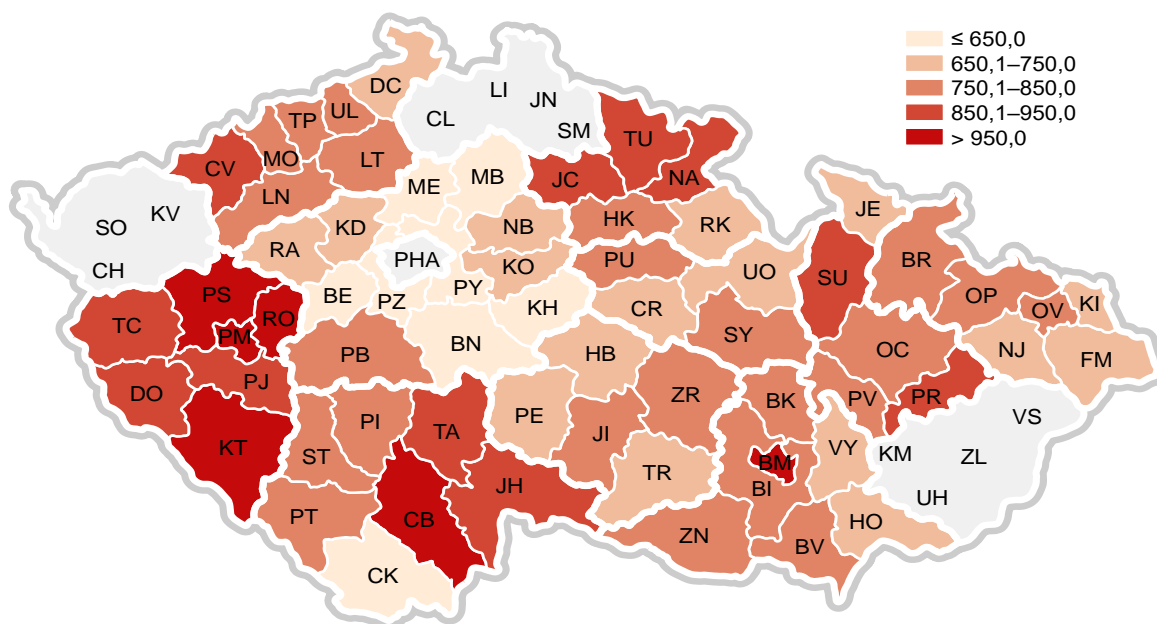 ≤ 650,0
650,1–750,0
750,1–850,0
850,1–950,0
> 950,0
DC
LI
JN
CL
SM
TP
UL
TU
MO
LT
CV
ME
MB
JC
NA
LN
KV
SO
KD
NB
HK
RK
JE
RA
PHA
KO
PU
UO
SU
BR
CH
PS
BE
PZ
PY
KH
CR
OP
OV
KI
TC
RO
PM
PB
BN
HB
SY
OC
NJ
FM
DO
PJ
PE
ZR
BK
PV
PR
VS
KT
ST
PI
TA
JI
BM
VY
KM
ZL
PT
CB
JH
TR
BI
UH
HO
CK
ZN
BV